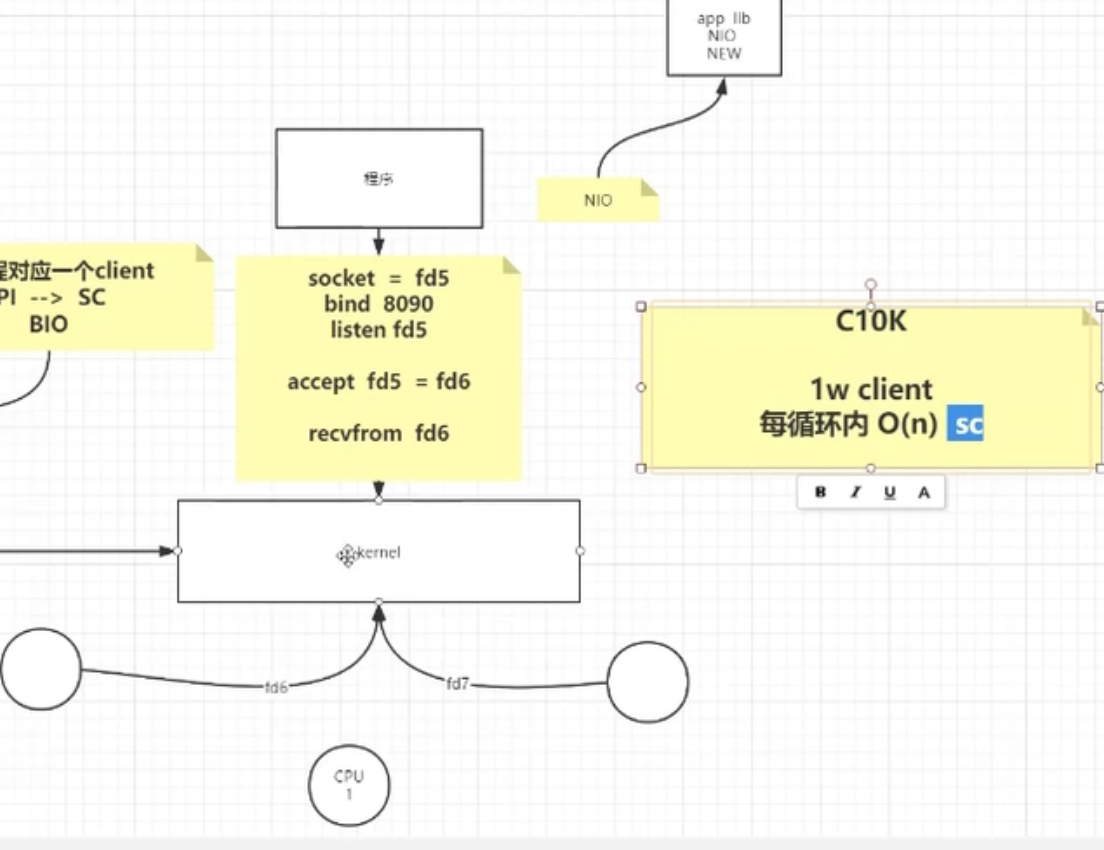 app lib
NIO
NEW
程序
NIO
程对应一个client
PI --> SC
BIO
socket = fd5
bind 8090
listen fd5
accept fd5 = fd6
recvfrom fd6
C10K
1w client
每循环内 O(n) sc
B I U A
kernel
fd6
fd7
CPU
1